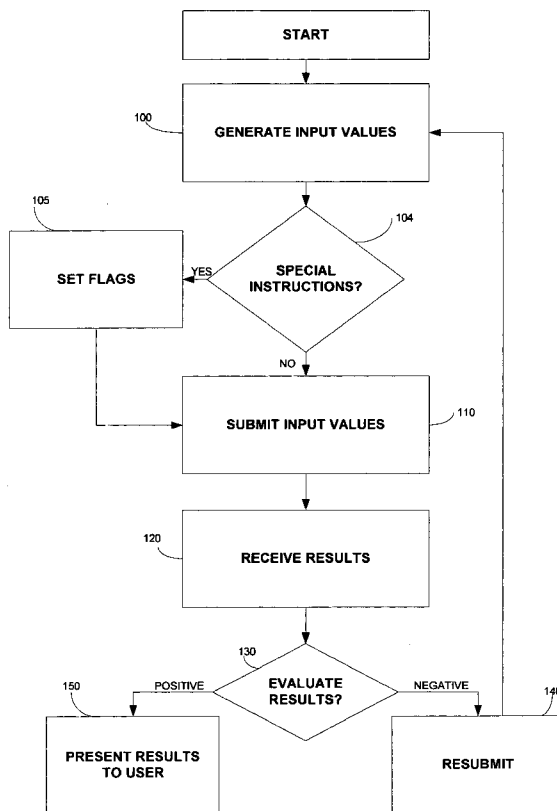 START
100
GENERATE INPUT VALUES
105
104
SET FLAGS
YES
SPECIAL
INSTRUCTIONS?
NO
SUBMIT INPUT VALUES
110
120
RECEIVE RESULTS
130
POSITIVE
EVALUATE
RESULTS?
NEGATIVE
150
140
PRESENT RESULTS
TO USER
RESUBMIT